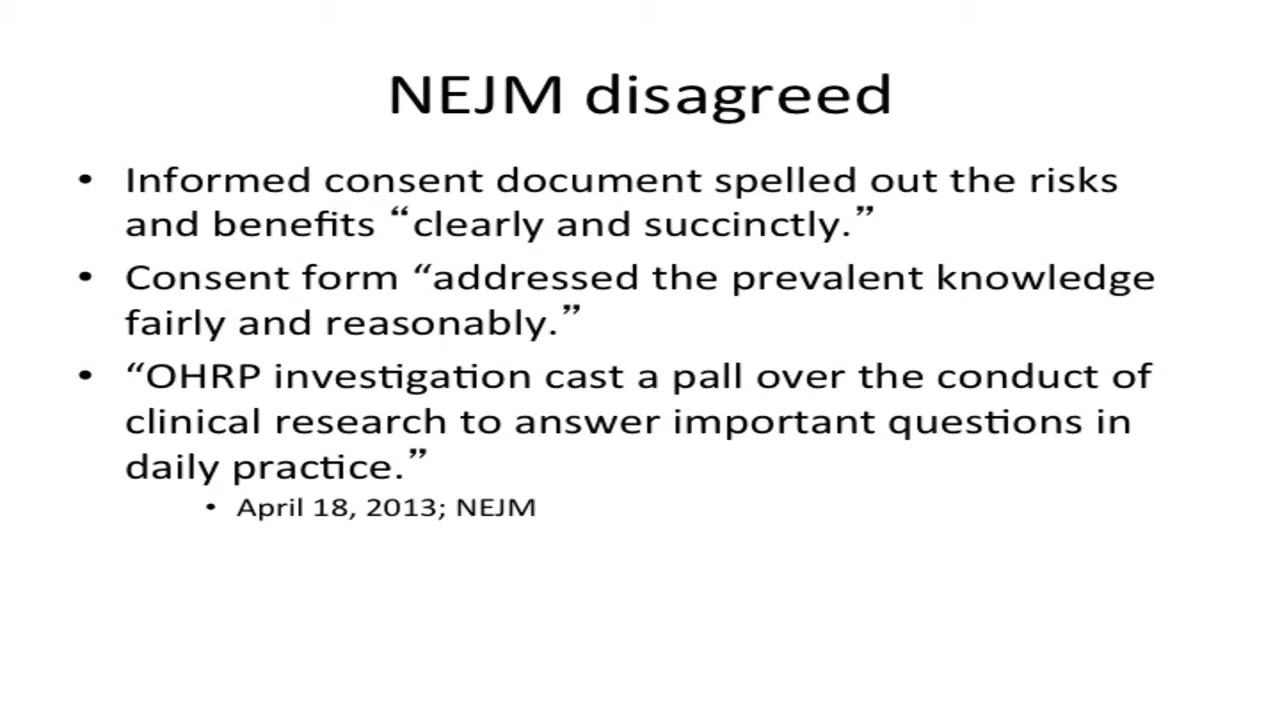 NEJM disagreed
• Informed consent document spelled out the risks
and benefits “clearly and succinctly.”
• Consent form “addressed the prevalent knowledge
fairly and reasonably.”
• “OHRP investigation cast a pall over the conduct of
clinical research to answer important questions in
daily practice.”
• April 18, 2013; NEJM